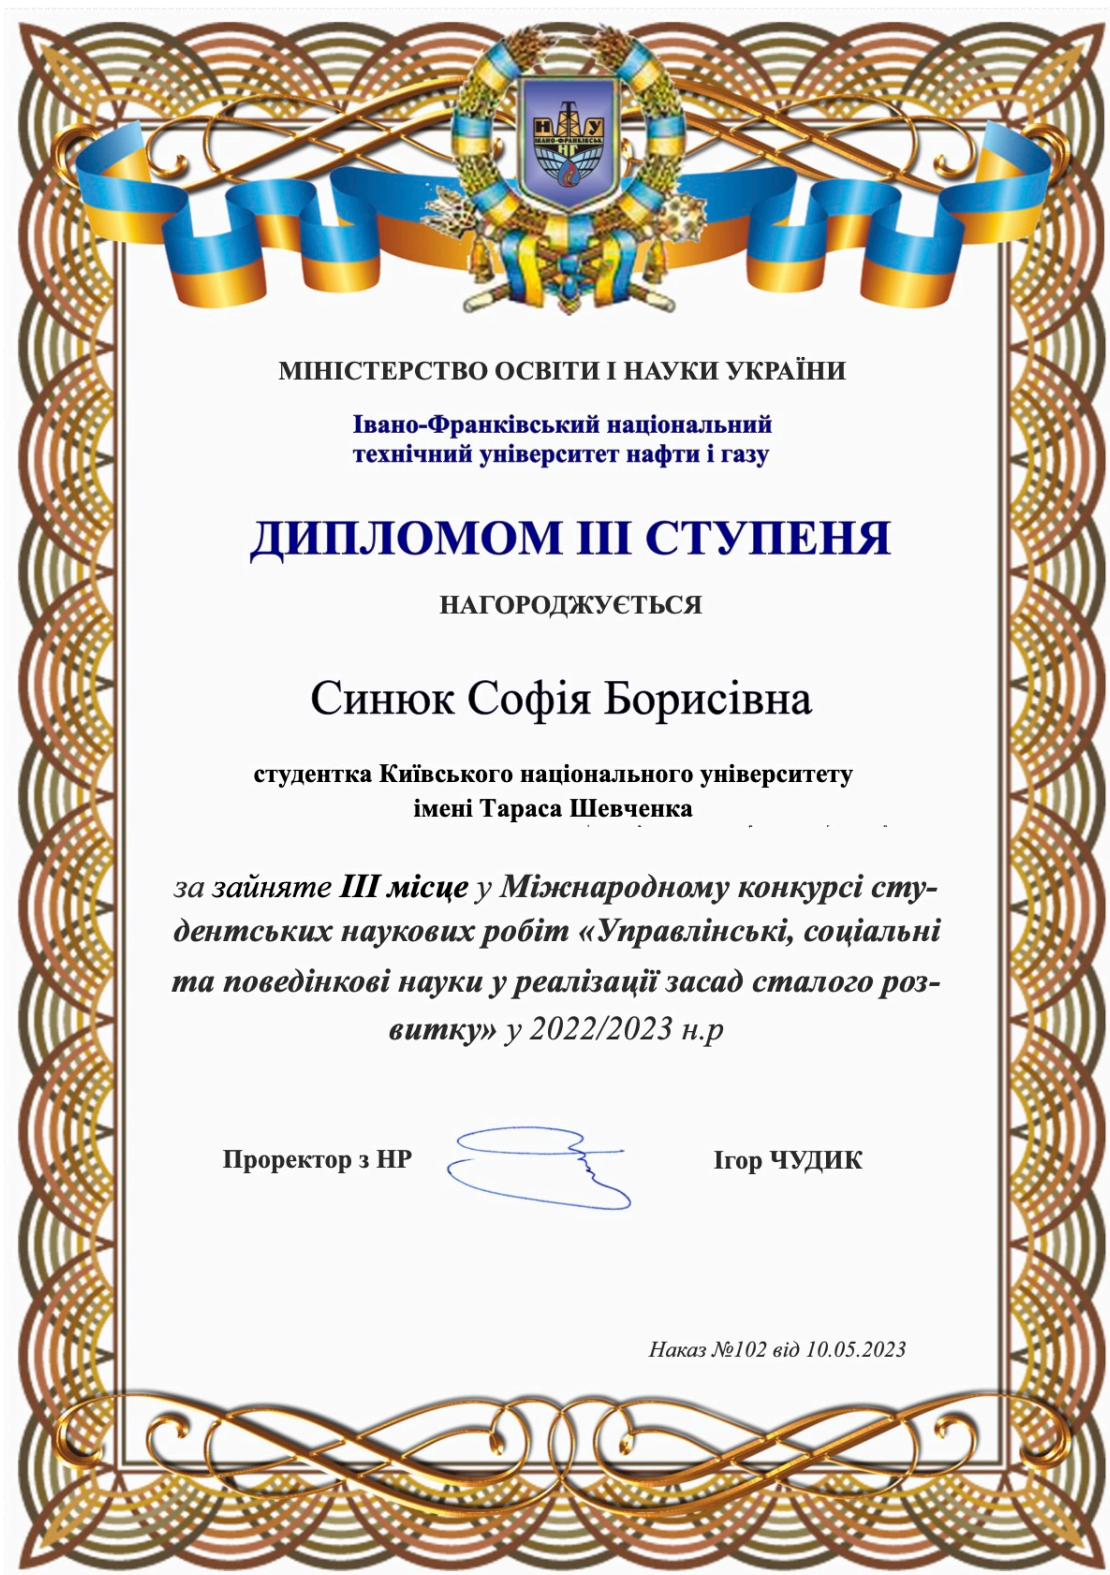 Т
Н У
ІВАНО-ФРАНКІВСЬК
НГ
МІНІСТЕРСТВО ОСВІТИ І НАУКИ УКРАЇНИ
Івано-Франківський національний
технічний університет нафти і газу
ДИПЛОМОМ ІІІ СТУПЕНЯ
НАГОРОДЖУЄТЬСЯ
Синюк Софія Борисівна
студентка Київського національного університету
імені Тараса Шевченка
за зайняте ІІІ місце у Міжнародному конкурсі сту-
дентських наукових робіт «Управлінські, соціальні
та поведінкові науки у реалізації засад сталого роз-
витку» у 2022/2023 н.р
Проректор з НР Ігор ЧУДИК
Наказ №102 від 10.05.2023